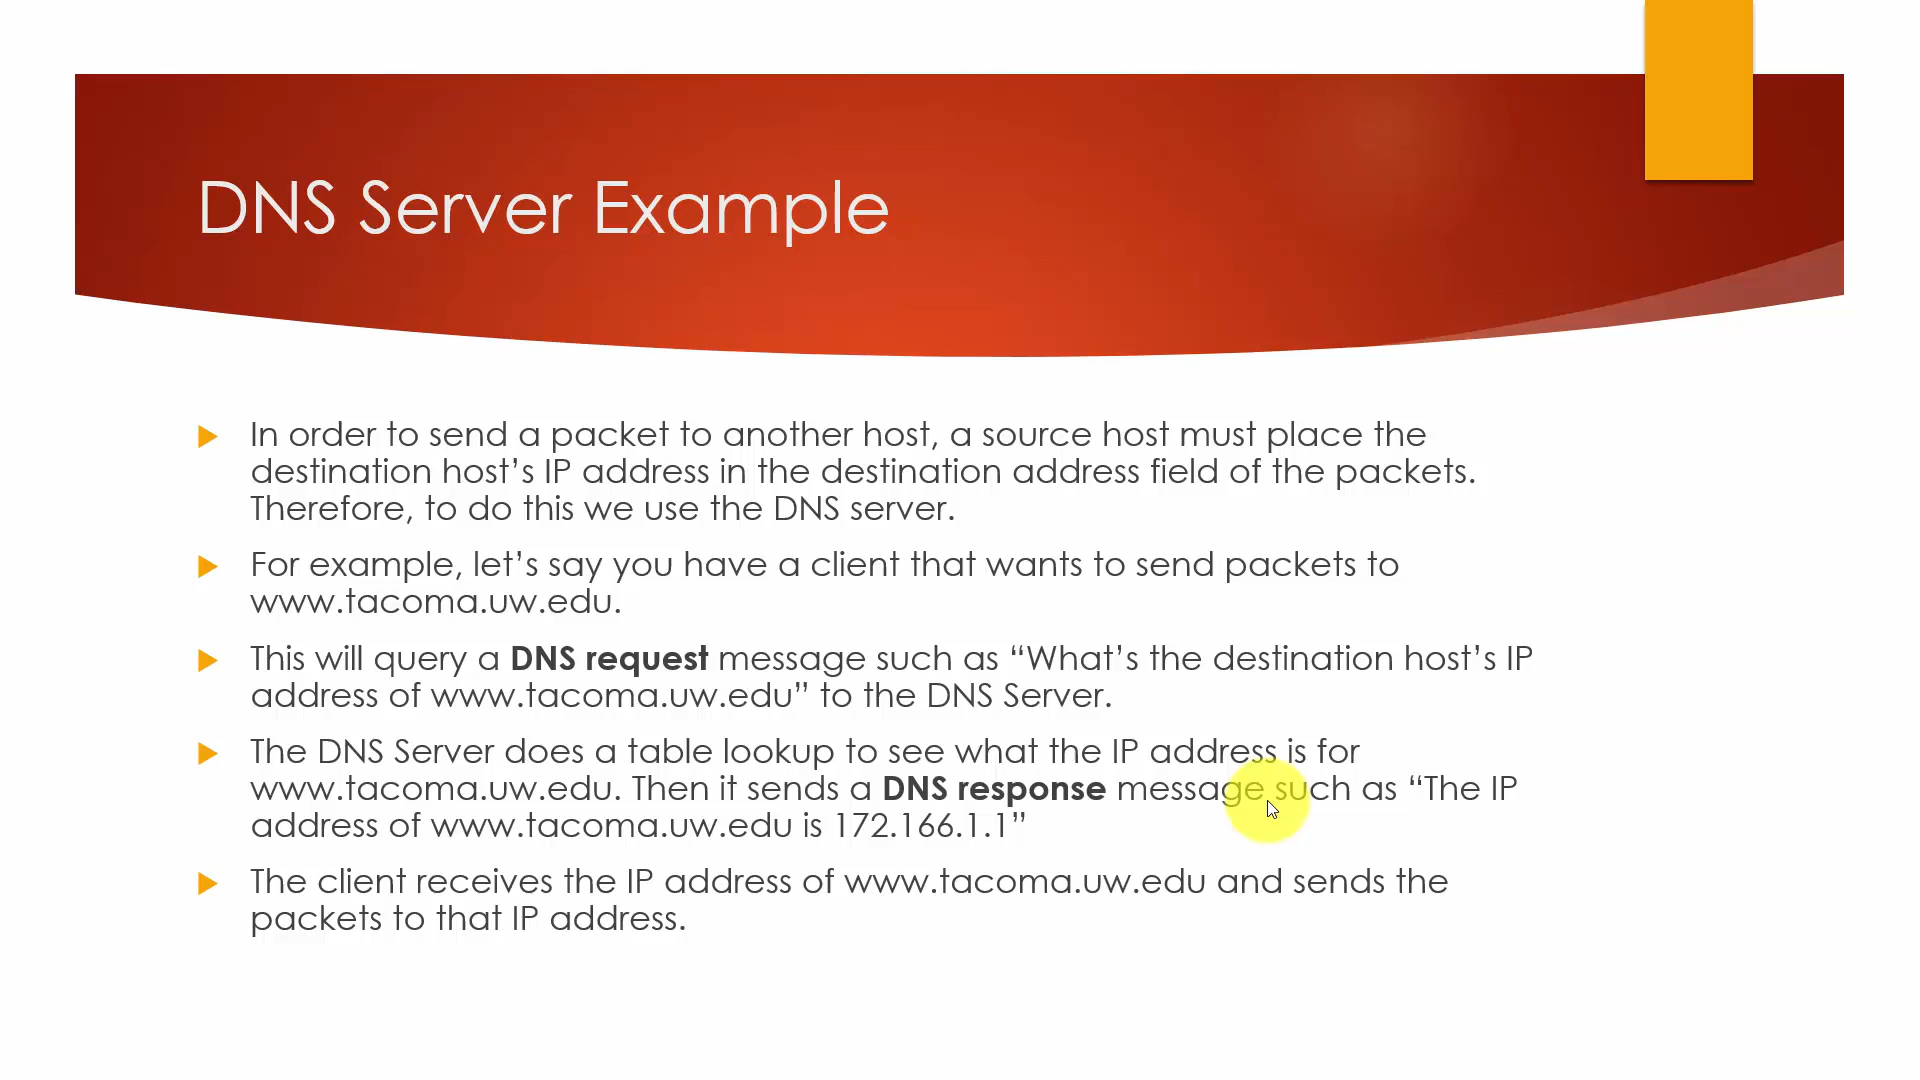 DNS Server Example
In order to send a packet to another host, a source host must place the
destination host’s IP address in the destination address field of the packets.
Therefore, to do this we use the DNS server.
For example, let’s say you have a client that wants to send packets to
www.tacoma.uw.edu.
This will query a DNS request message such as “What’s the destination host’s IP
address of www.tacoma.uw.edu” to the DNS Server.
The DNS Server does a table lookup to see what the IP address is for
www.tacoma.uw.edu. Then it sends a DNS response message such as “The IP
address of www.tacoma.uw.edu is 172.166.1.1”
The client receives the IP address of www.tacoma.uw.edu and sends the
packets to that IP address.